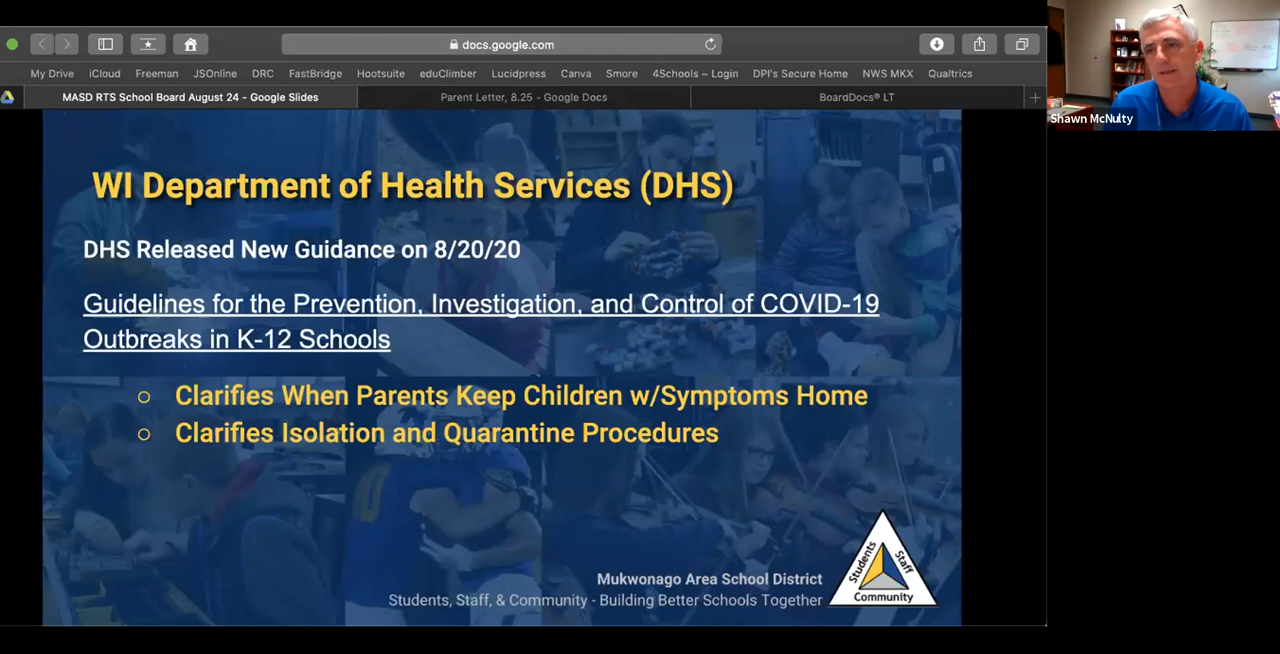 docs.google.com
My Drive iCloud Freeman JSOnline DRC FastBridge Hootsuite eduClimber Lucidpress Canva Smore 4Schools ~ Login DPI's Secure Home NWS MKX Qualtrics
MASD RTS School Board August 24 - Google Slides Parent Letter, 8.25 - Google Docs BoardDocs® LT
Shawn McNulty
WI Department of Health Services (DHS)
DHS Released New Guidance on 8/20/20
Guidelines for the Prevention, Investigation, and Control of COVID-19
Outbreaks in K-12 Schools
○ Clarifies When Parents Keep Children w/Symptoms Home
○ Clarifies Isolation and Quarantine Procedures
Mukwonago Area School District
Students, Staff, & Community - Building Better Schools Together
Students Staff
Community